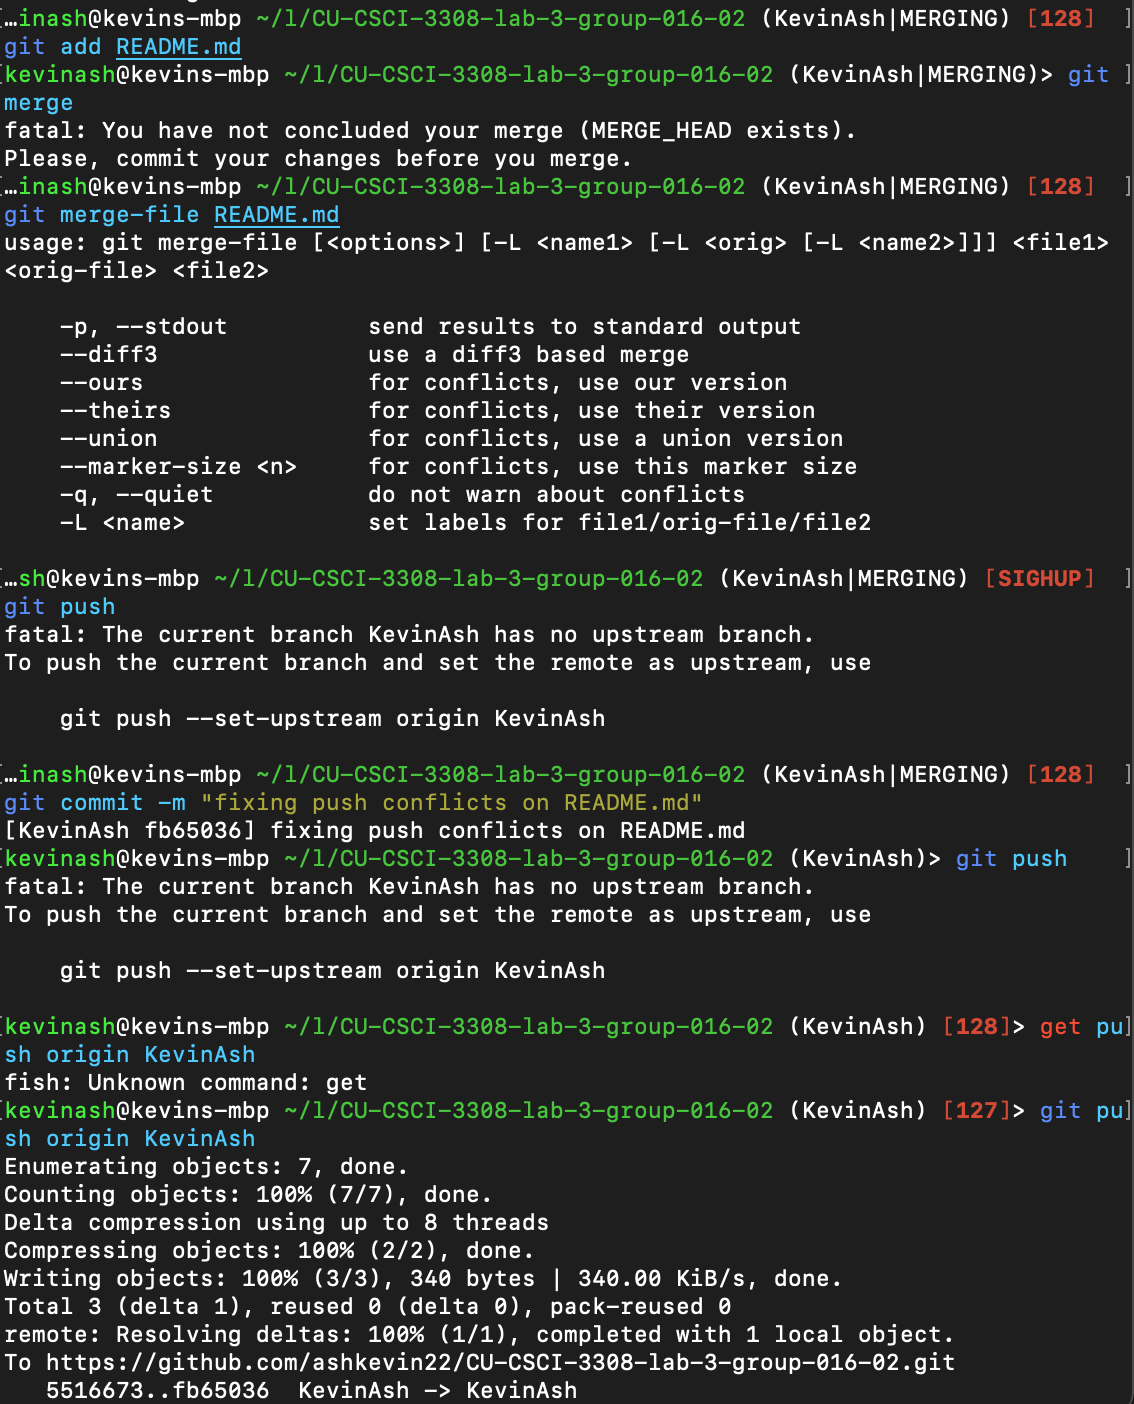 …inash@kevins-mbp ~/l/CU-CSCI-3308-lab-3-group-016-02 (KevinAsh|MERGING) [128]
git add README.md
kevinash@kevins-mbp ~/l/CU-CSCI-3308-lab-3-group-016-02 (KevinAsh|MERGING)> git
merge
fatal: You have not concluded your merge (MERGE_HEAD exists).
Please, commit your changes before you merge.
…inash@kevins-mbp ~/l/CU-CSCI-3308-lab-3-group-016-02 (KevinAsh|MERGING) [128]
git merge-file README.md
usage: git merge-file [<options>] [-L <name1> [-L <orig> [-L <name2>]]] <file1>
<orig-file> <file2>
-p, --stdout send results to standard output
--diff3 use a diff3 based merge
--ours for conflicts, use our version
--theirs for conflicts, use their version
--union for conflicts, use a union version
--marker-size <n> for conflicts, use this marker size
-q, --quiet do not warn about conflicts
-L <name> set labels for file1/orig-file/file2
…sh@kevins-mbp ~/l/CU-CSCI-3308-lab-3-group-016-02 (KevinAsh|MERGING) [SIGHUP]
git push
fatal: The current branch KevinAsh has no upstream branch.
To push the current branch and set the remote as upstream, use
git push --set-upstream origin KevinAsh
…inash@kevins-mbp ~/l/CU-CSCI-3308-lab-3-group-016-02 (KevinAsh|MERGING) [128]
git commit -m "fixing push conflicts on README.md"
[KevinAsh fb65036] fixing push conflicts on README.md
kevinash@kevins-mbp ~/l/CU-CSCI-3308-lab-3-group-016-02 (KevinAsh)> git push
fatal: The current branch KevinAsh has no upstream branch.
To push the current branch and set the remote as upstream, use
git push --set-upstream origin KevinAsh
kevinash@kevins-mbp ~/l/CU-CSCI-3308-lab-3-group-016-02 (KevinAsh) [128]> get pu
sh origin KevinAsh
fish: Unknown command: get
kevinash@kevins-mbp ~/l/CU-CSCI-3308-lab-3-group-016-02 (KevinAsh) [127]> git pu
sh origin KevinAsh
Enumerating objects: 7, done.
Counting objects: 100% (7/7), done.
Delta compression using up to 8 threads
Compressing objects: 100% (2/2), done.
Writing objects: 100% (3/3), 340 bytes | 340.00 KiB/s, done.
Total 3 (delta 1), reused 0 (delta 0), pack-reused 0
remote: Resolving deltas: 100% (1/1), completed with 1 local object.
To https://github.com/ashkevin22/CU-CSCI-3308-lab-3-group-016-02.git
5516673..fb65036 KevinAsh -> KevinAsh